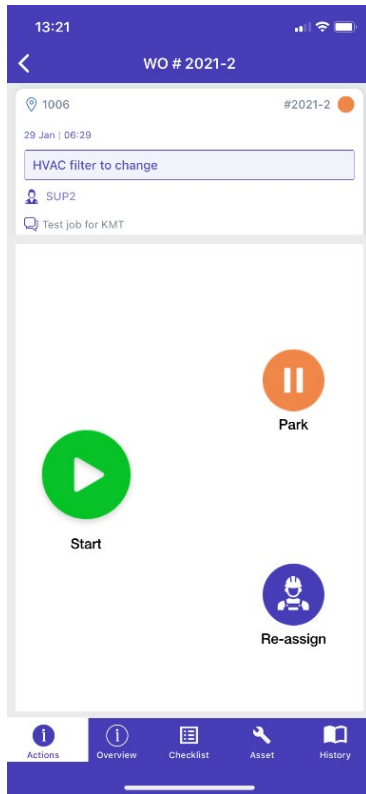 13:21
WO # 2021-2
1006 #2021-2
29 Jan | 06:29
HVAC filter to change
SUP2
Test job for KMT
Park
Start
Re-assign
Actions Overview Checklist Asset History